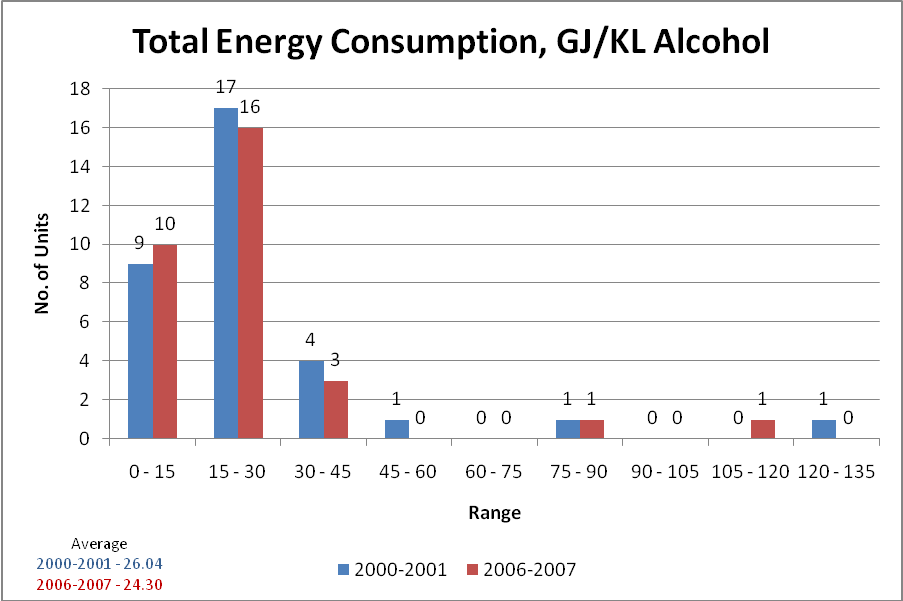 Total Energy Consumption, GJ/KL Alcohol
No. of Units
18
16
14
12
10
8
6
4
2
0
9 10
17 16
4 3
1 0
0 0
1 1
0 0
0 1
1 0
0 - 15 15 - 30 30 - 45 45 - 60 60 - 75 75 - 90 90 - 105 105 - 120 120 - 135
Range
Average
2000-2001 - 26.04
2006-2007 - 24.30
2000-2001 2006-2007